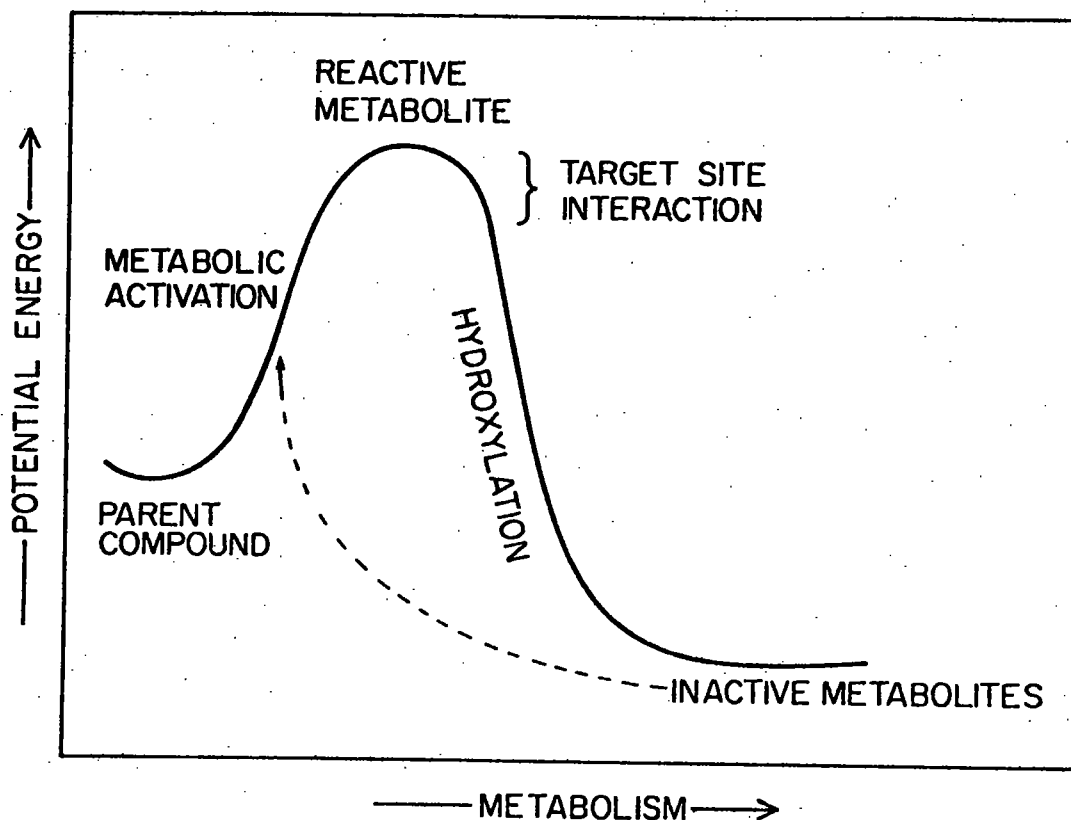 REACTIVE
METABOLITE
TARGET SITE
INTERACTION
METABOLIC
ACTIVATION
HYDROXYLATION
PARENT
COMPOUND
INACTIVE METABOLITES
POTENTIAL ENERGY
METABOLISM